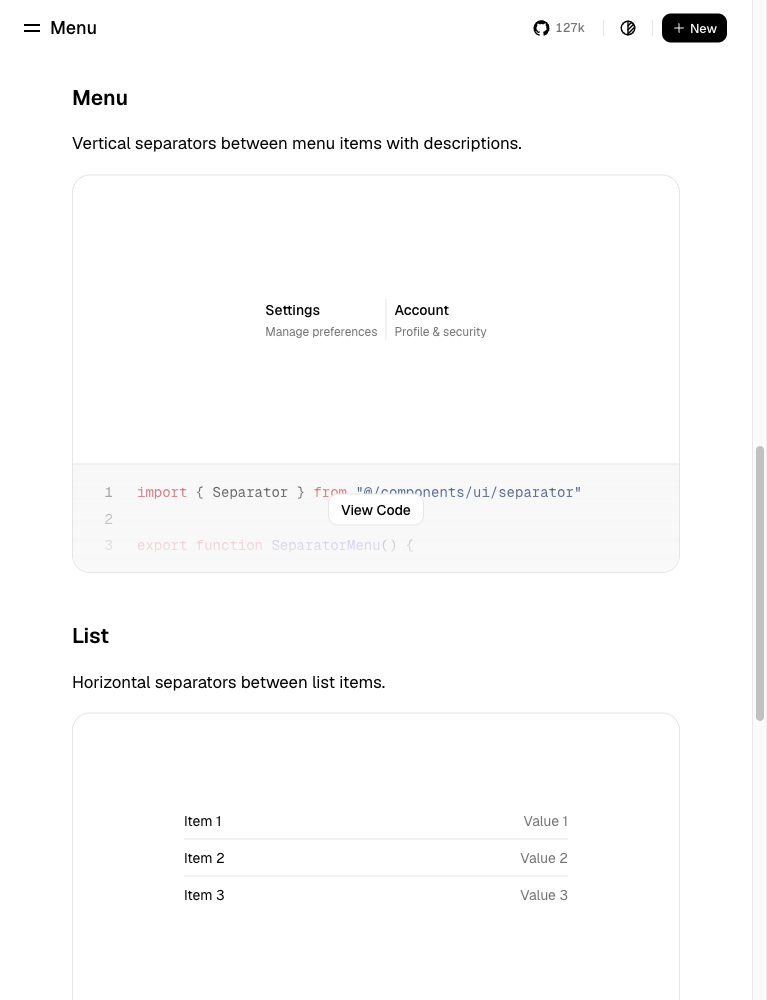 Menu
127k
New
Menu
Vertical separators between menu items with descriptions.
Settings
Manage preferences
Account
Profile & security
1 import { Separator } from "@/components/ui/separator"
2
3 export function SeparatorMenu() {
View Code
List
Horizontal separators between list items.
Item 1 Value 1
Item 2 Value 2
Item 3 Value 3